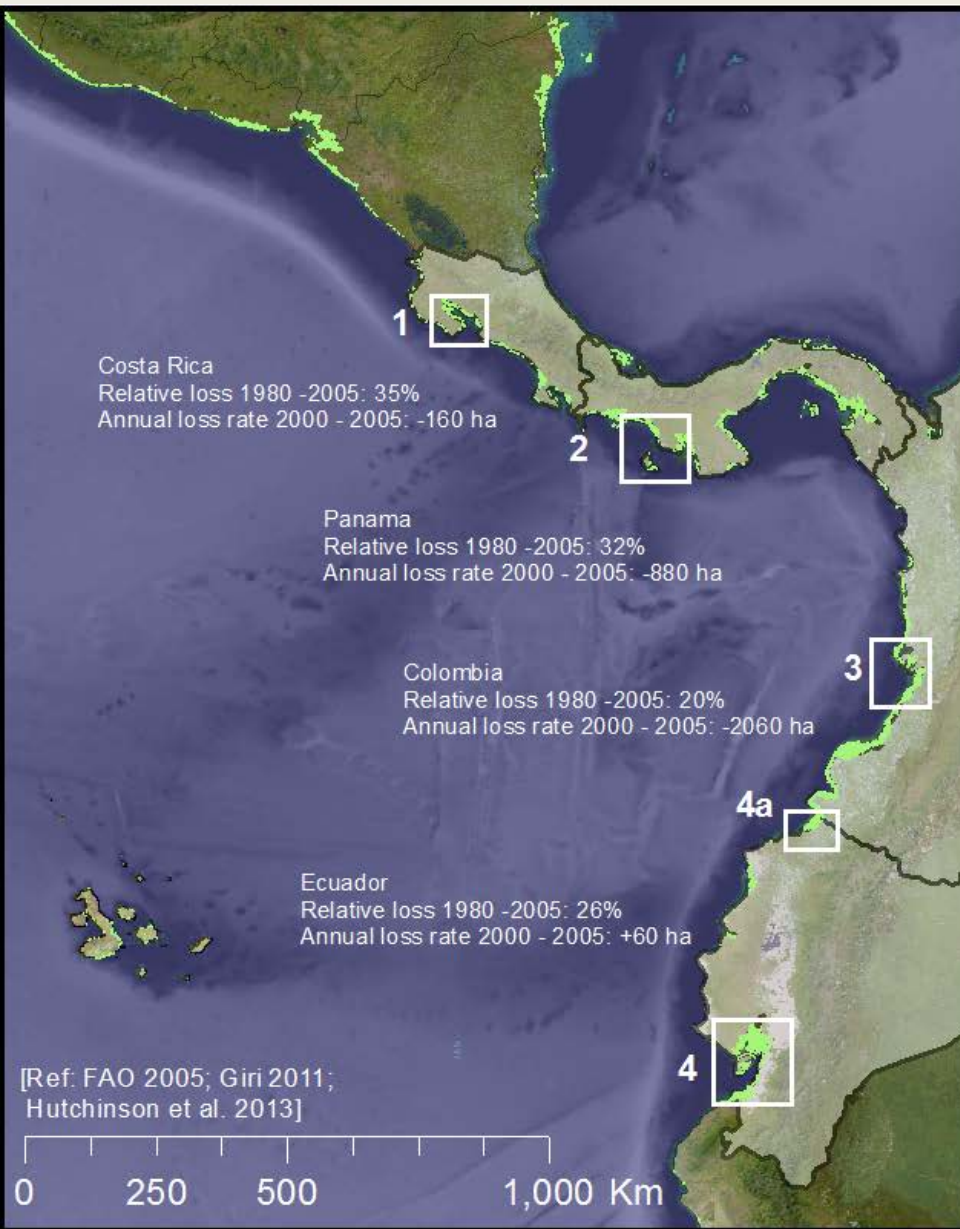 1
Costa Rica
Relative loss 1980 -2005: 35%
Annual loss rate 2000 - 2005: -160 ha
2
Panama
Relative loss 1980 -2005: 32%
Annual loss rate 2000 - 2005: -880 ha
3
Colombia
Relative loss 1980 -2005: 20%
Annual loss rate 2000 - 2005: -2060 ha
4a
Ecuador
Relative loss 1980 -2005: 26%
Annual loss rate 2000 - 2005: +60 ha
4
[Ref: FAO 2005; Giri 2011;
Hutchinson et al. 2013]
0 250 500 1,000 Km